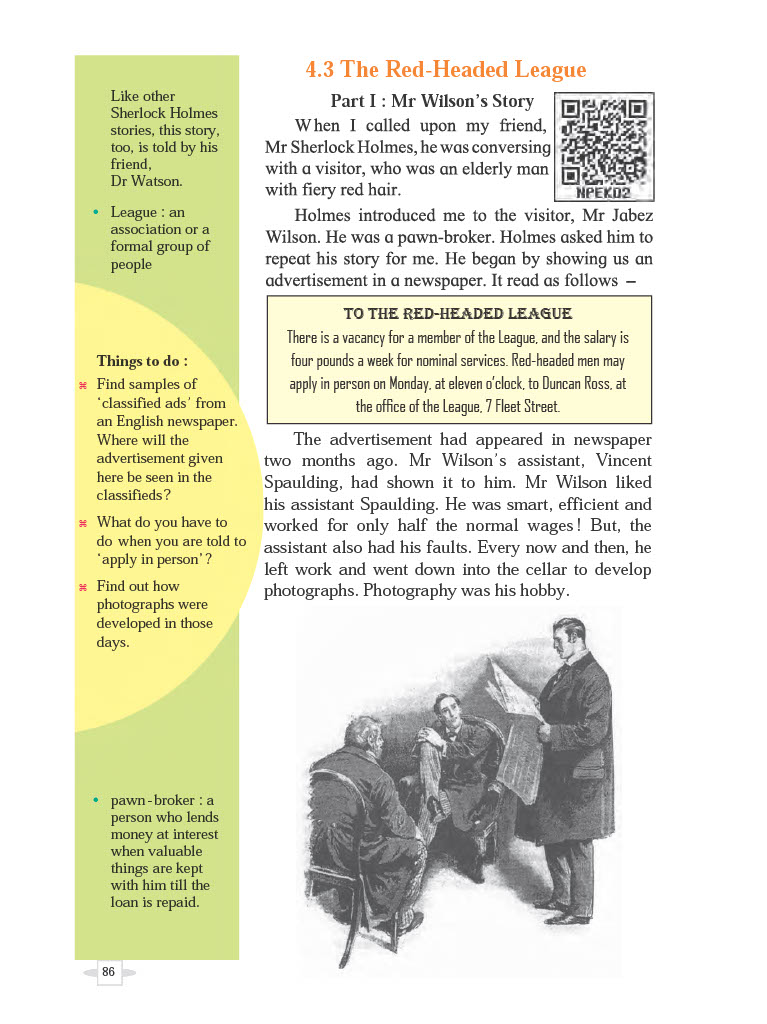 4.3 The Red-Headed League
Part I : Mr Wilson's Story
When I called upon my friend,
Mr Sherlock Holmes, he was conversing
with a visitor, who was an elderly man
with fiery red hair.
NPEKD2
Holmes introduced me to the visitor, Mr Jabez
Wilson. He was a pawn-broker. Holmes asked him to
repeat his story for me. He began by showing us an
advertisement in a newspaper. It read as follows –
TO THE RED-HEADED LEAGUE
There is a vacancy for a member of the League, and the salary is
four pounds a week for nominal services. Red-headed men may
apply in person on Monday, at eleven o'clock, to Duncan Ross, at
the office of the League, 7 Fleet Street.
The advertisement had appeared in newspaper
two months ago. Mr Wilson's assistant, Vincent
Spaulding, had shown it to him. Mr Wilson liked
his assistant Spaulding. He was smart, efficient and
worked for only half the normal wages! But, the
assistant also had his faults. Every now and then, he
left work and went down into the cellar to develop
photographs. Photography was his hobby.
Like other
Sherlock Holmes
stories, this story,
too, is told by his
friend,
Dr Watson.
• League : an
association or a
formal group of
people
Things to do :
⌘ Find samples of
'classified ads' from
an English newspaper.
Where will the
advertisement given
here be seen in the
classifieds?
⌘ What do you have to
do when you are told to
'apply in person'?
⌘ Find out how
photographs were
developed in those
days.
• pawn-broker : a
person who lends
money at interest
when valuable
things are kept
with him till the
loan is repaid.
86